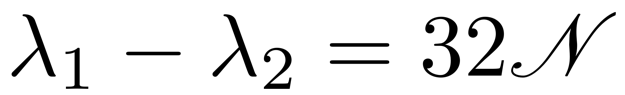 λ₁ − λ₂ = 32𝒩